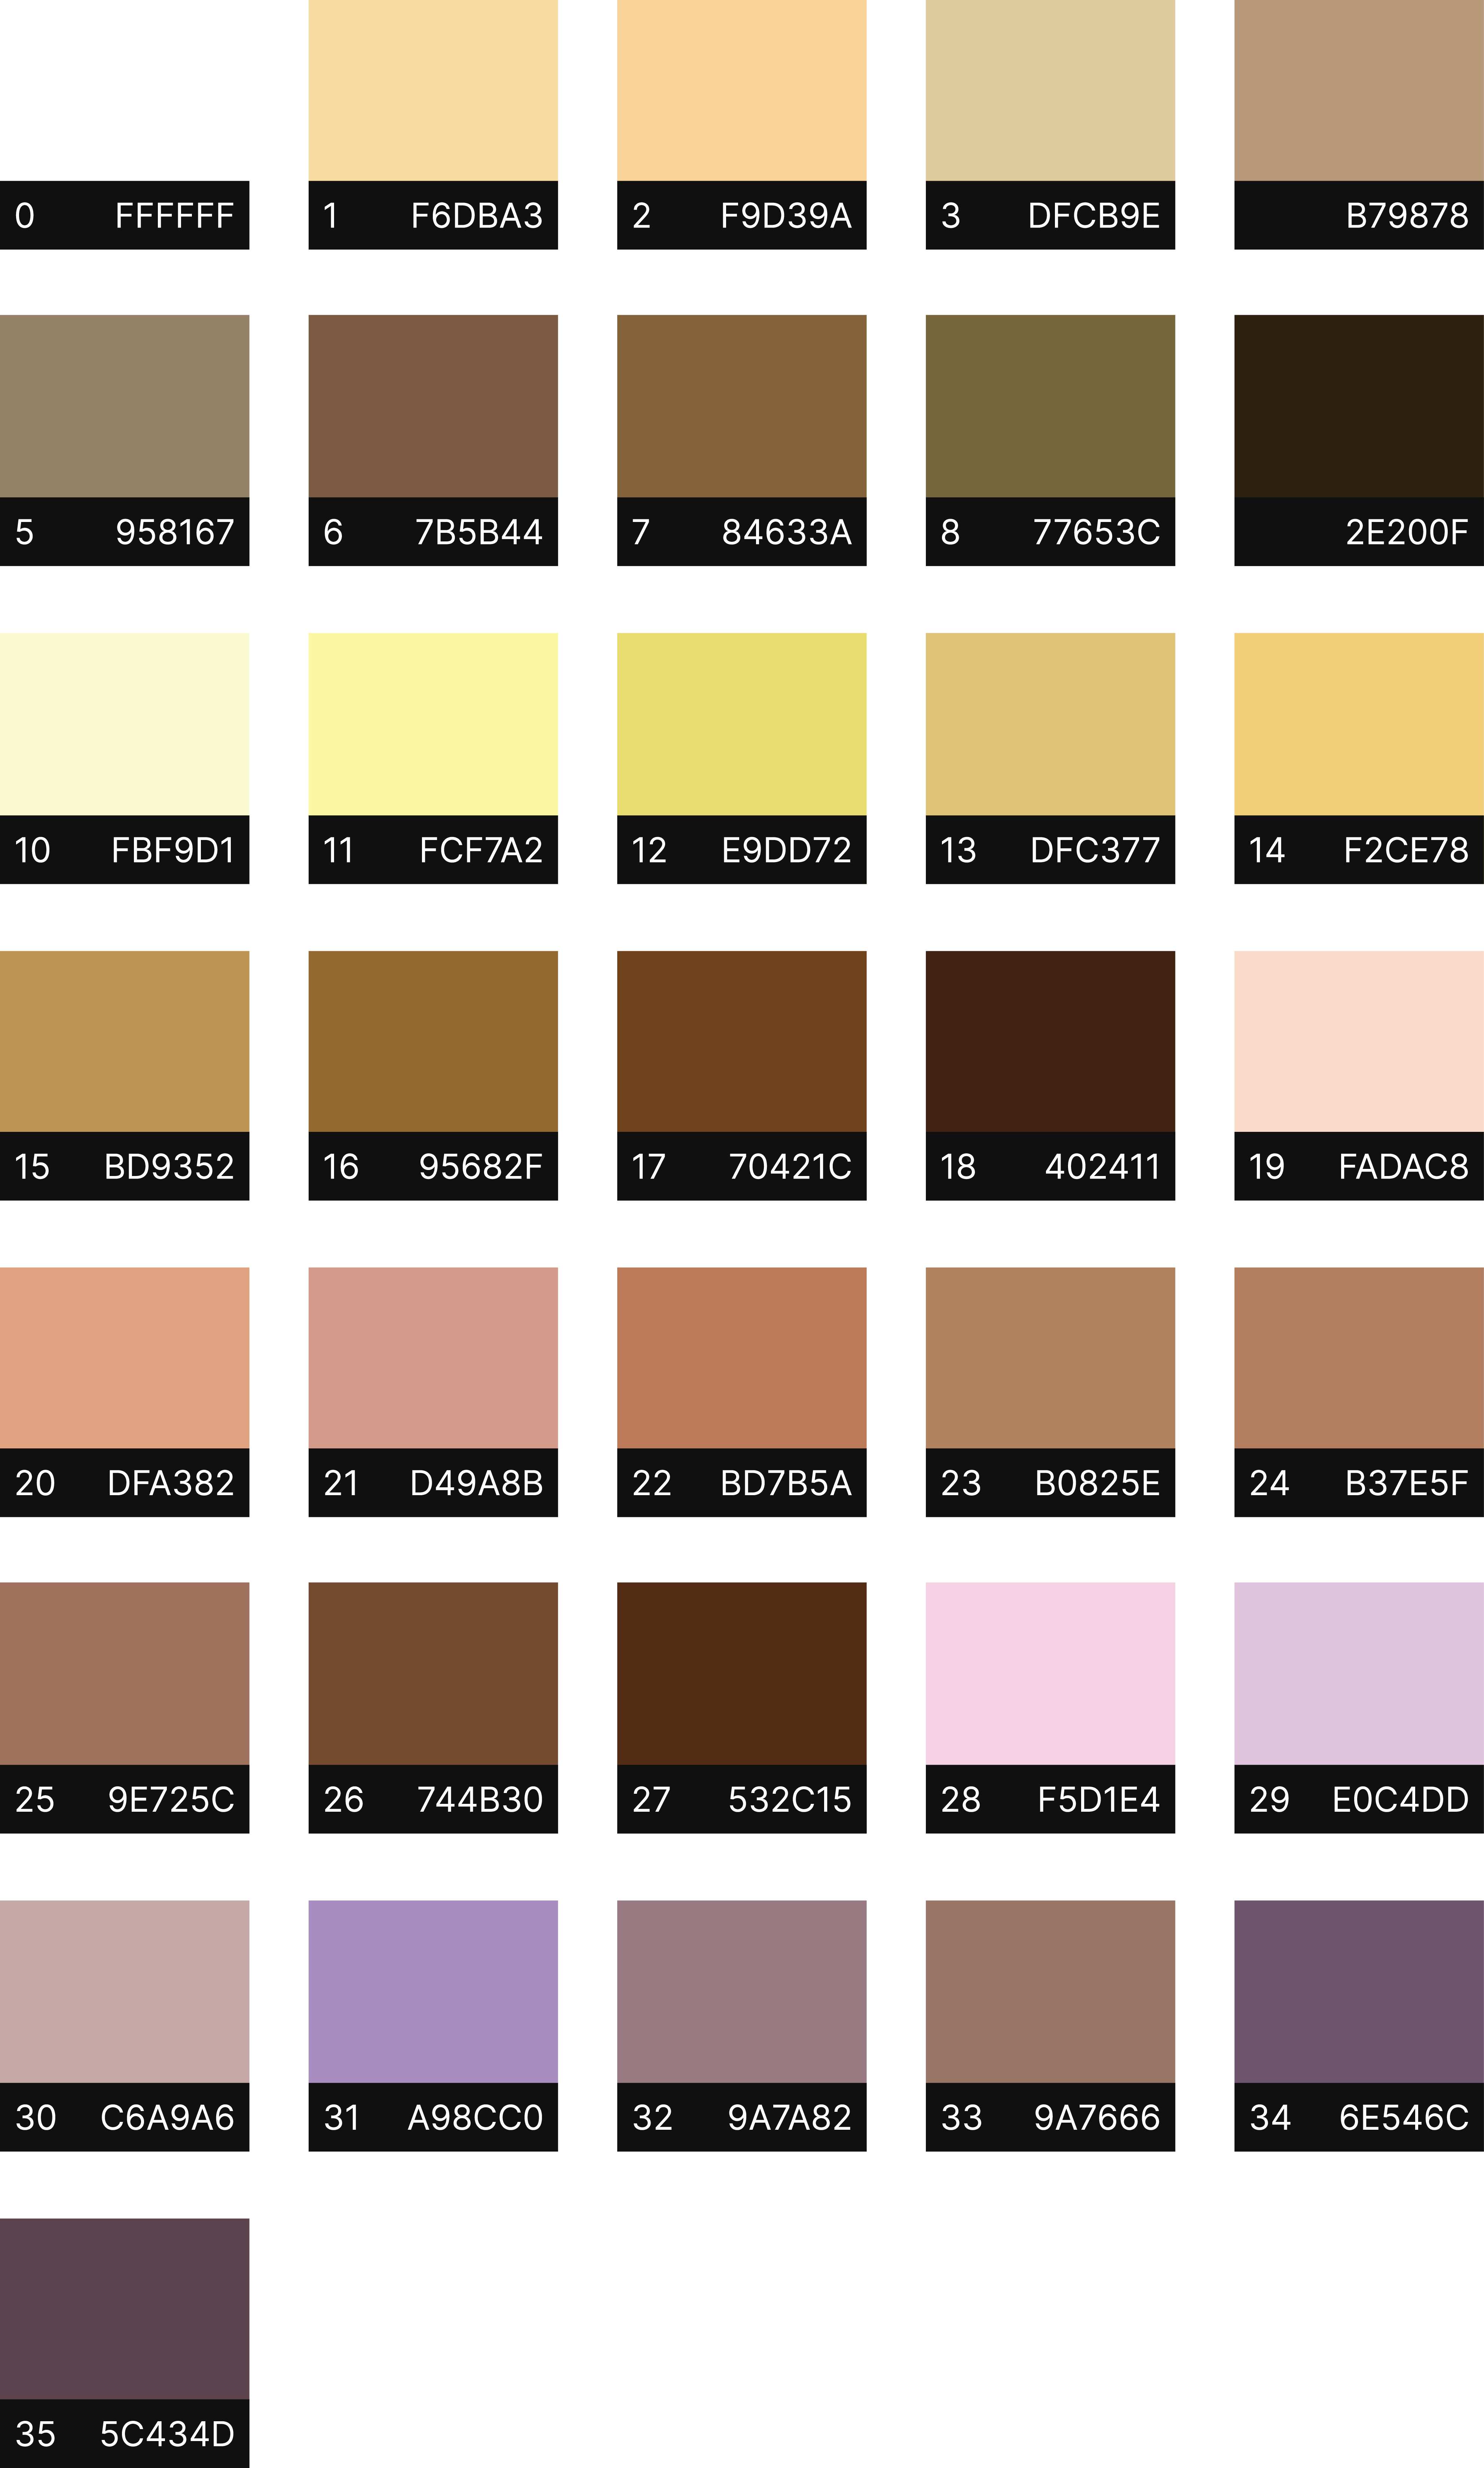 0 FFFFFF 1 F6DBA3 2 F9D39A 3 DFCB9E B79878
5 958167 6 7B5B44 7 84633A 8 77653C 2E200F
10 FBF9D1 11 FCF7A2 12 E9DD72 13 DFC377 14 F2CE78
15 BD9352 16 95682F 17 70421C 18 402411 19 FADAC8
20 DFA382 21 D49A8B 22 BD7B5A 23 B0825E 24 B37E5F
25 9E725C 26 744B30 27 532C15 28 F5D1E4 29 E0C4DD
30 C6A9A6 31 A98CC0 32 9A7A82 33 9A7666 34 6E546C
35 5C434D